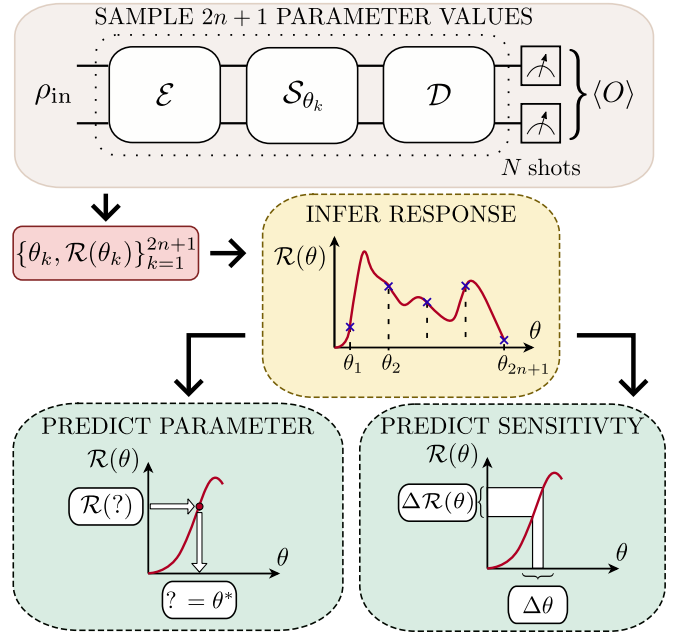 SAMPLE 2n + 1 PARAMETER VALUES
ρ_in ℰ 𝒮_{θ_k} 𝒟 ⟨O⟩
N shots
{θ_k, ℛ(θ_k)}_{k=1}^{2n+1}
INFER RESPONSE
ℛ(θ)
θ
θ_1 θ_2 θ_{2n+1}
PREDICT PARAMETER
ℛ(θ)
ℛ(?)
θ
? = θ*
PREDICT SENSITIVTY
ℛ(θ)
Δℛ(θ)
θ
Δθ